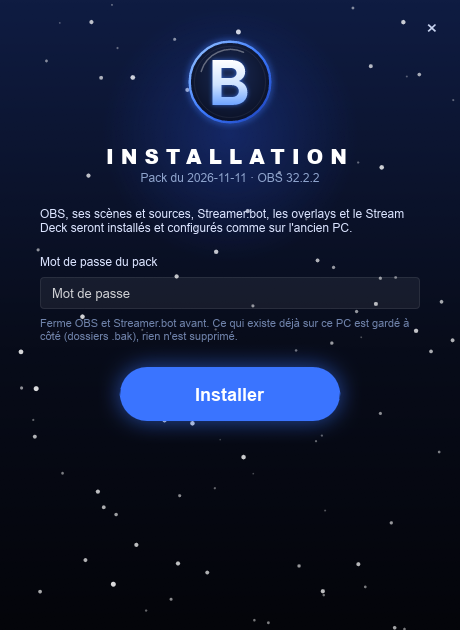 ×
B
INSTALLATION
Pack du 2026-11-11 · OBS 32.2.2
OBS, ses scènes et sources, Streamer.bot, les overlays et le Stream
Deck seront installés et configurés comme sur l'ancien PC.
Mot de passe du pack
Mot de passe
Ferme OBS et Streamer.bot avant. Ce qui existe déjà sur ce PC est gardé à
côté (dossiers .bak), rien n'est supprimé.
Installer